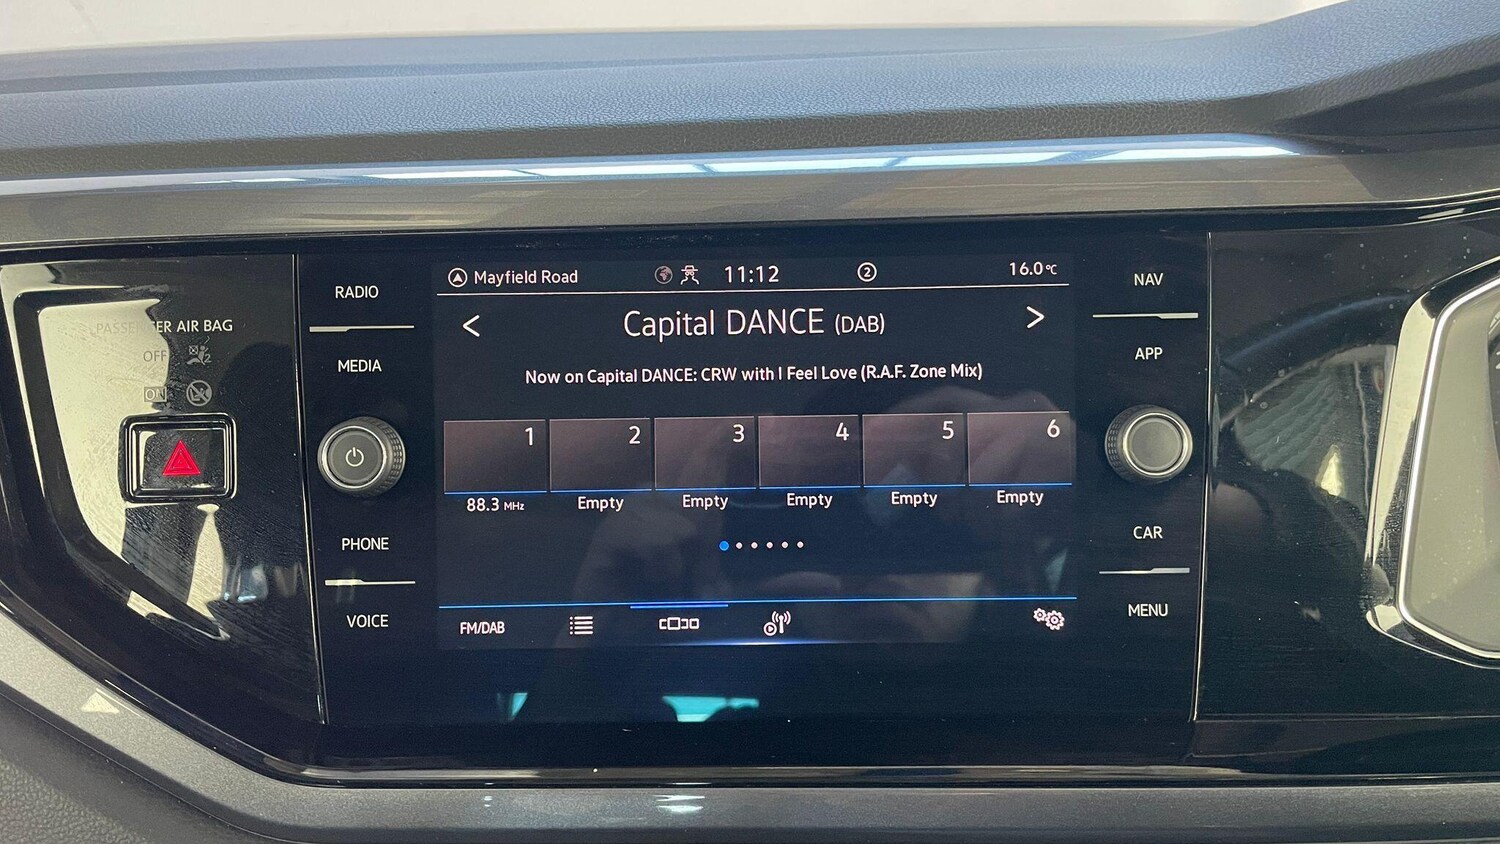 Mayfield Road
11:12
2
16.0°C
< Capital DANCE (DAB) >
Now on Capital DANCE: CRW with I Feel Love (R.A.F. Zone Mix)
1 2 3 4 5 6
88.3 MHz Empty Empty Empty Empty Empty
FM/DAB
RADIO
MEDIA
PHONE
VOICE
NAV
APP
CAR
MENU
PASSENGER AIR BAG
OFF
ON